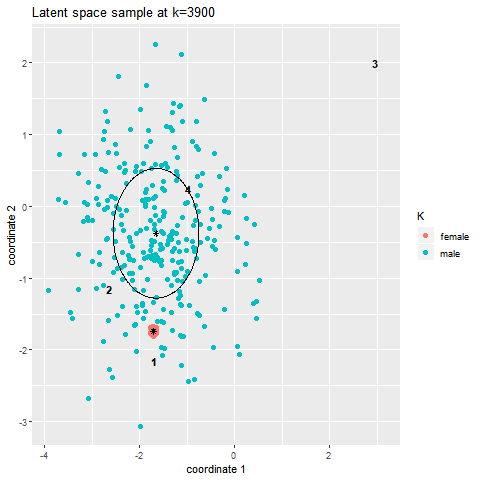 Latent space sample at k=3900
3
K
female
male
4
2
1
2
1
0
-1
-2
-3
coordinate 2
-4
-2
0
2
coordinate 1